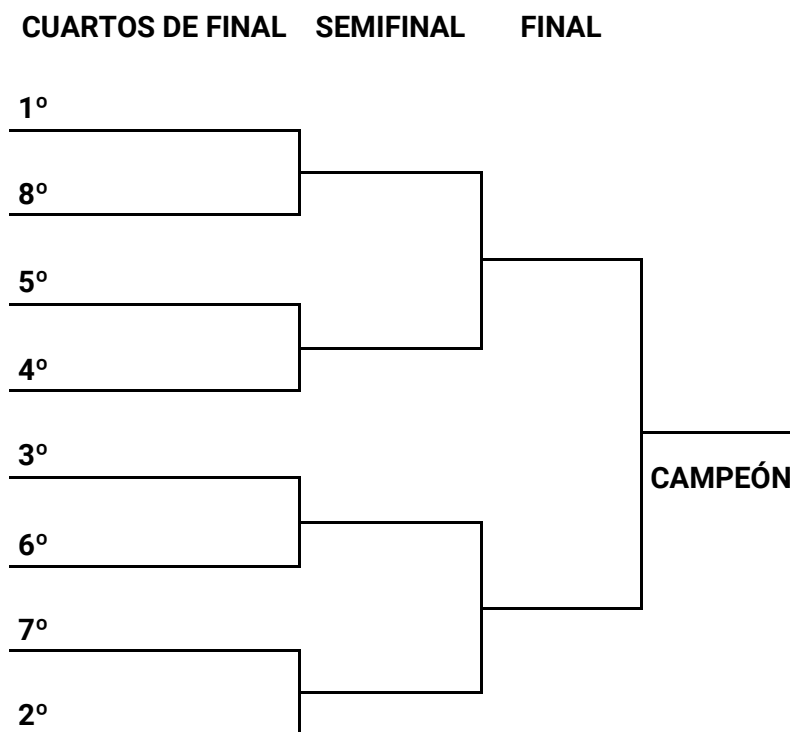 CUARTOS DE FINAL SEMIFINAL FINAL
1º
8º
5º
4º
3º
CAMPEÓN
6º
7º
2º